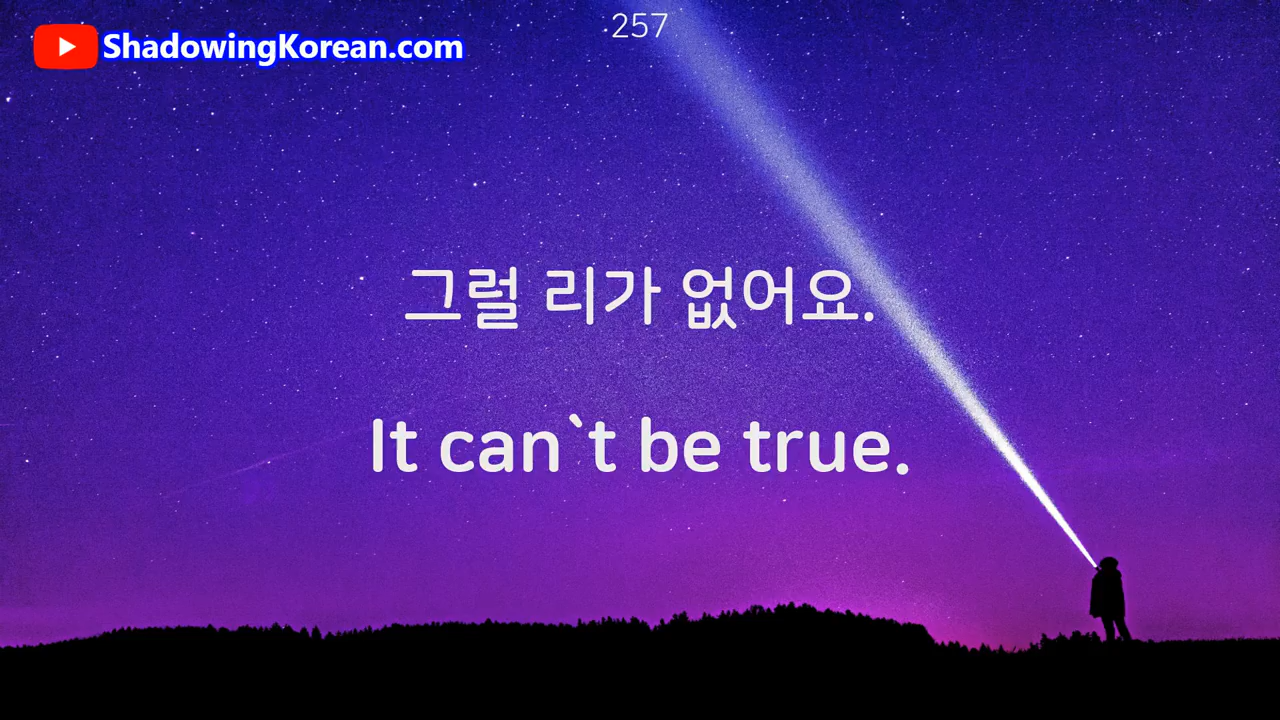 257
ShadowingKorean.com
그럴 리가 없어요.
It can`t be true.